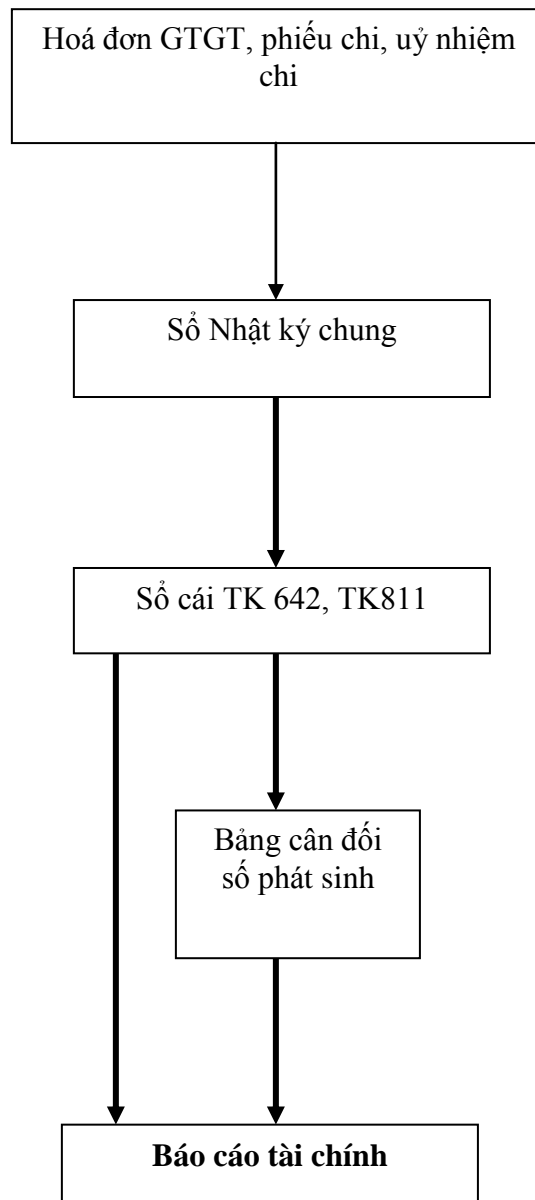 Hoá đơn GTGT, phiếu chi, uỷ nhiệm
chi
Sổ Nhật ký chung
Sổ cái TK 642, TK811
Bảng cân đối
số phát sinh
Báo cáo tài chính